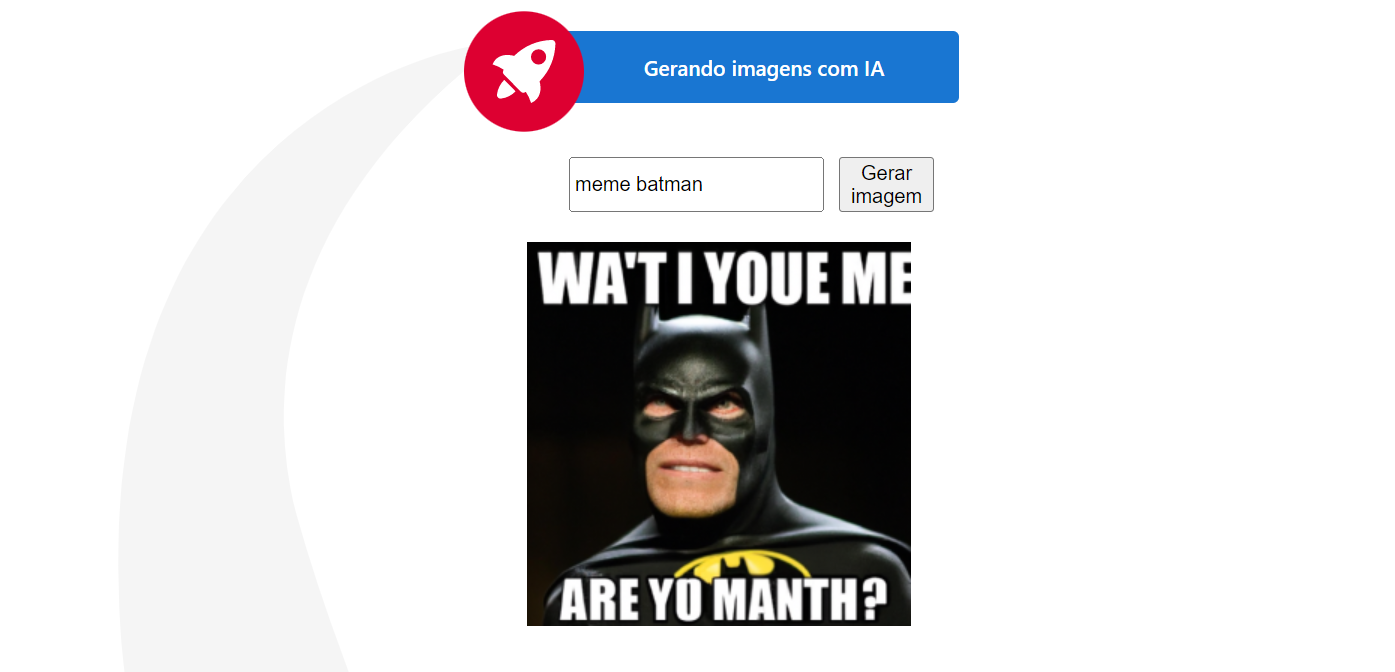 Gerando imagens com IA
meme batman
Gerar
imagem
WA'T I YOUE ME
ARE YO MANTH?